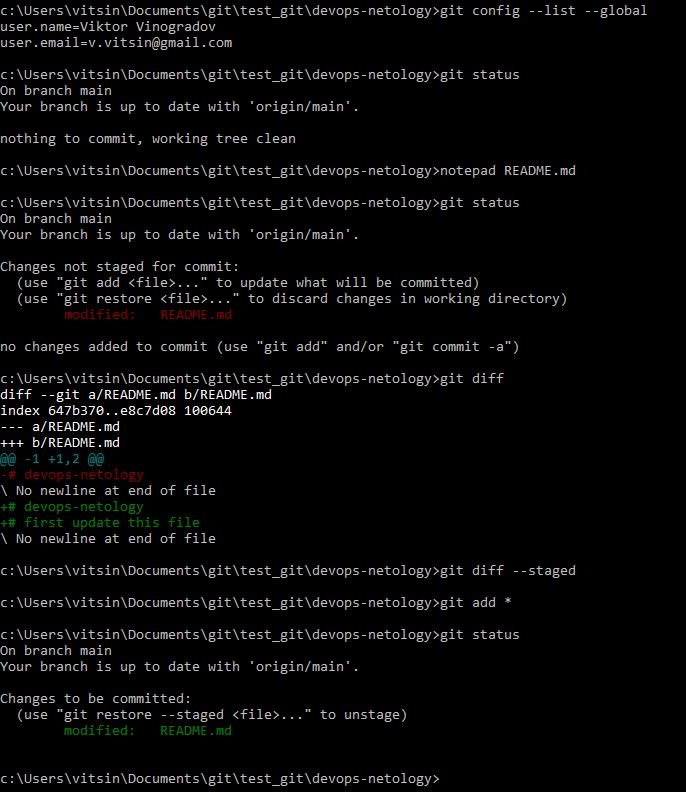 c:\Users\vitsin\Documents\git\test_git\devops-netology>git config --list --global
user.name=Viktor Vinogradov
user.email=v.vitsin@gmail.com

c:\Users\vitsin\Documents\git\test_git\devops-netology>git status
On branch main
Your branch is up to date with 'origin/main'.

nothing to commit, working tree clean

c:\Users\vitsin\Documents\git\test_git\devops-netology>notepad README.md

c:\Users\vitsin\Documents\git\test_git\devops-netology>git status
On branch main
Your branch is up to date with 'origin/main'.

Changes not staged for commit:
  (use "git add <file>..." to update what will be committed)
  (use "git restore <file>..." to discard changes in working directory)
        modified:   README.md

no changes added to commit (use "git add" and/or "git commit -a")

c:\Users\vitsin\Documents\git\test_git\devops-netology>git diff
diff --git a/README.md b/README.md
index 647b370..e8c7d08 100644
--- a/README.md
+++ b/README.md
@@ -1 +1,2 @@
-# devops-netology
\ No newline at end of file
+# devops-netology
+# first update this file
\ No newline at end of file

c:\Users\vitsin\Documents\git\test_git\devops-netology>git diff --staged

c:\Users\vitsin\Documents\git\test_git\devops-netology>git add *

c:\Users\vitsin\Documents\git\test_git\devops-netology>git status
On branch main
Your branch is up to date with 'origin/main'.

Changes to be committed:
  (use "git restore --staged <file>..." to unstage)
        modified:   README.md


c:\Users\vitsin\Documents\git\test_git\devops-netology>